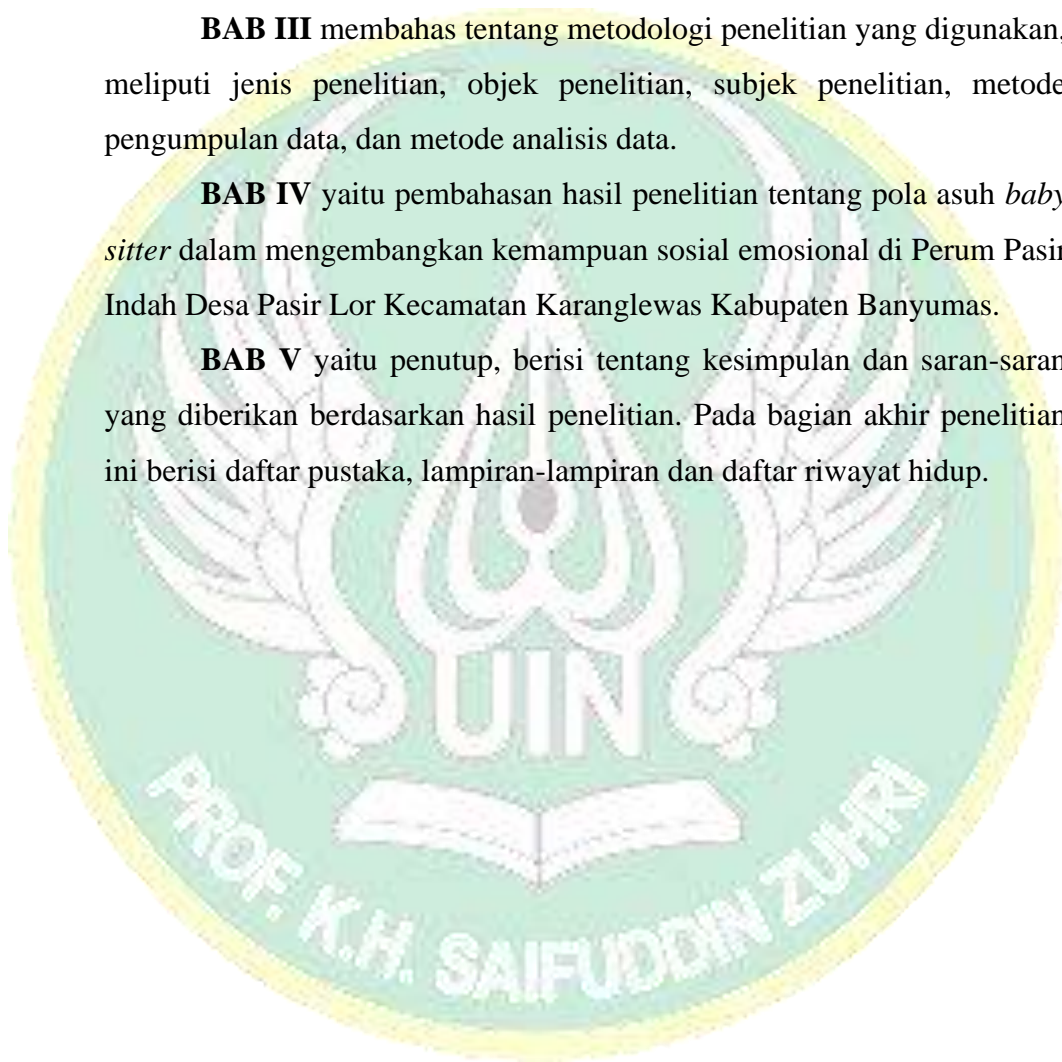 BAB III membahas tentang metodologi penelitian yang digunakan,
meliputi jenis penelitian, objek penelitian, subjek penelitian, metode
pengumpulan data, dan metode analisis data.
BAB IV yaitu pembahasan hasil penelitian tentang pola asuh baby
sitter dalam mengembangkan kemampuan sosial emosional di Perum Pasir
Indah Desa Pasir Lor Kecamatan Karanglewas Kabupaten Banyumas.
BAB V yaitu penutup, berisi tentang kesimpulan dan saran-saran
yang diberikan berdasarkan hasil penelitian. Pada bagian akhir penelitian
ini berisi daftar pustaka, lampiran-lampiran dan daftar riwayat hidup.
UIN
PROF. K.H. SAIFUDDIN ZUHRI